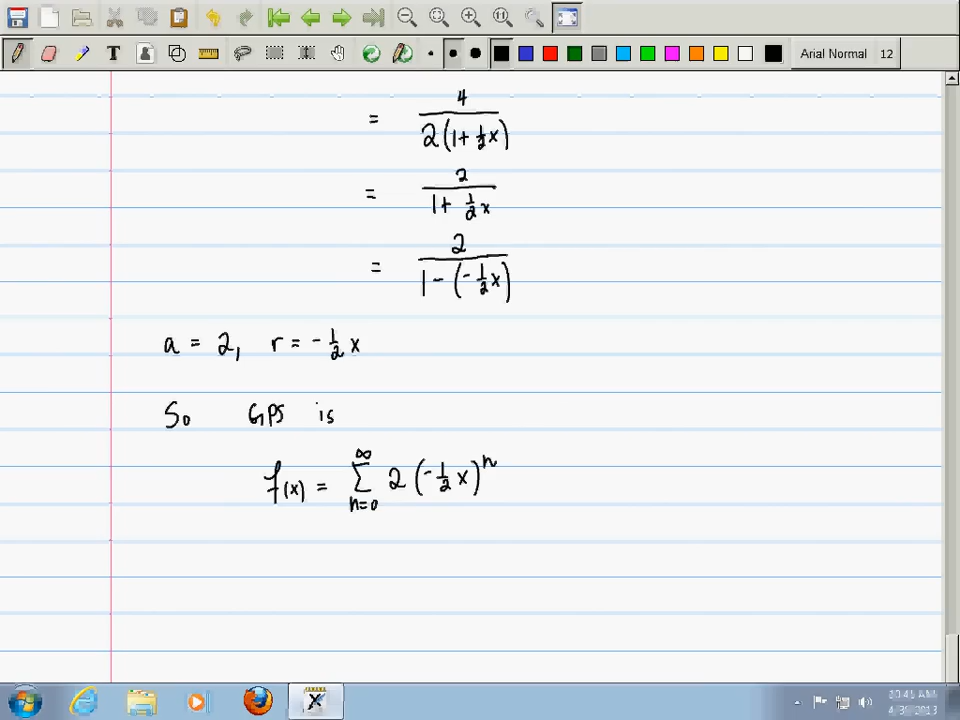 Arial Normal 12
= 4 / 2(1+½x)
= 2 / 1+ ½x
= 2 / 1-(-½x)
a = 2, r = -½x
So GPS is
f(x) = ∞ Σ n=0 2(-½x)^n